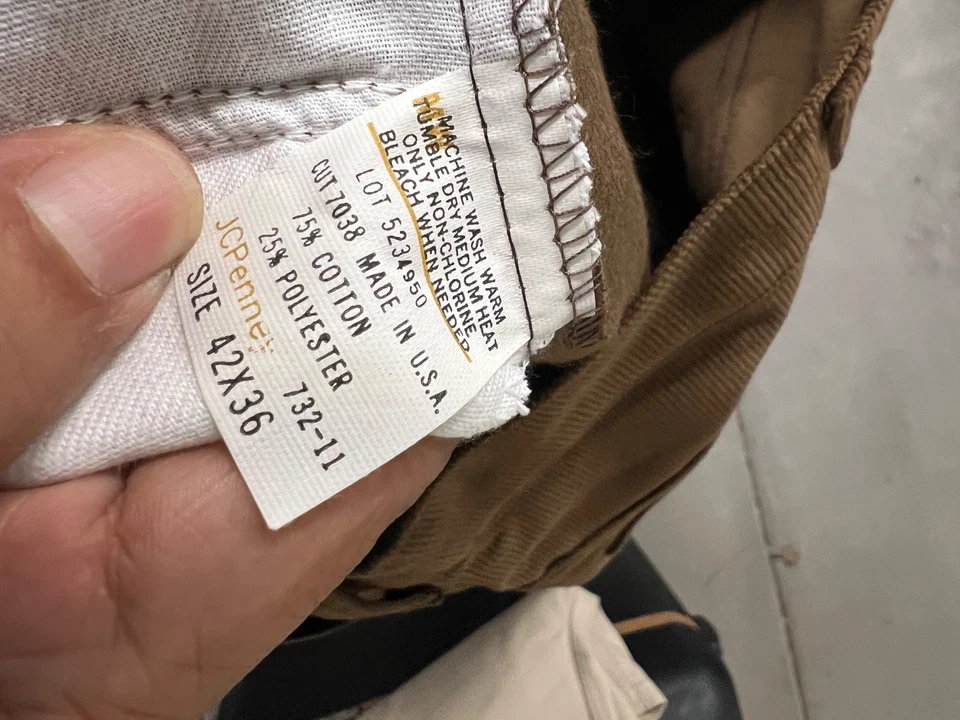 MACHINE WASH WARM
TUMBLE DRY MEDIUM HEAT
ONLY NON-CHLORINE
BLEACH WHEN NEEDED
LOT 5234950
CUT 7038 MADE IN U.S.A.
75% COTTON
25% POLYESTER 732-11
JCPenney
SIZE 42X36